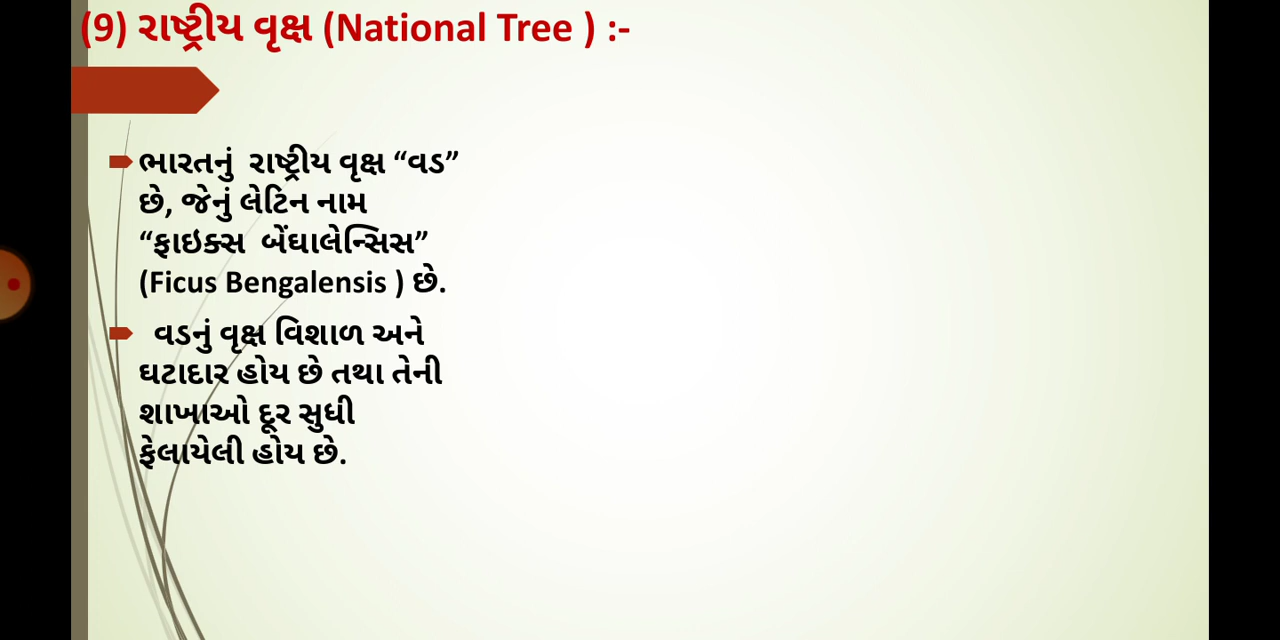 (9) રાષ્ટ્રીય વૃક્ષ (National Tree ) :-
ભારતનું રાષ્ટ્રીય વૃક્ષ “વડ”
છે, જેનું લેટિન નામ
“ફાઇક્સ બેંઘાલેન્સિસ”
(Ficus Bengalensis ) છે.
વડનું વૃક્ષ વિશાળ અને
ઘટાદાર હોય છે તથા તેની
શાખાઓ દૂર સુધી
ફેલાયેલી હોય છે.